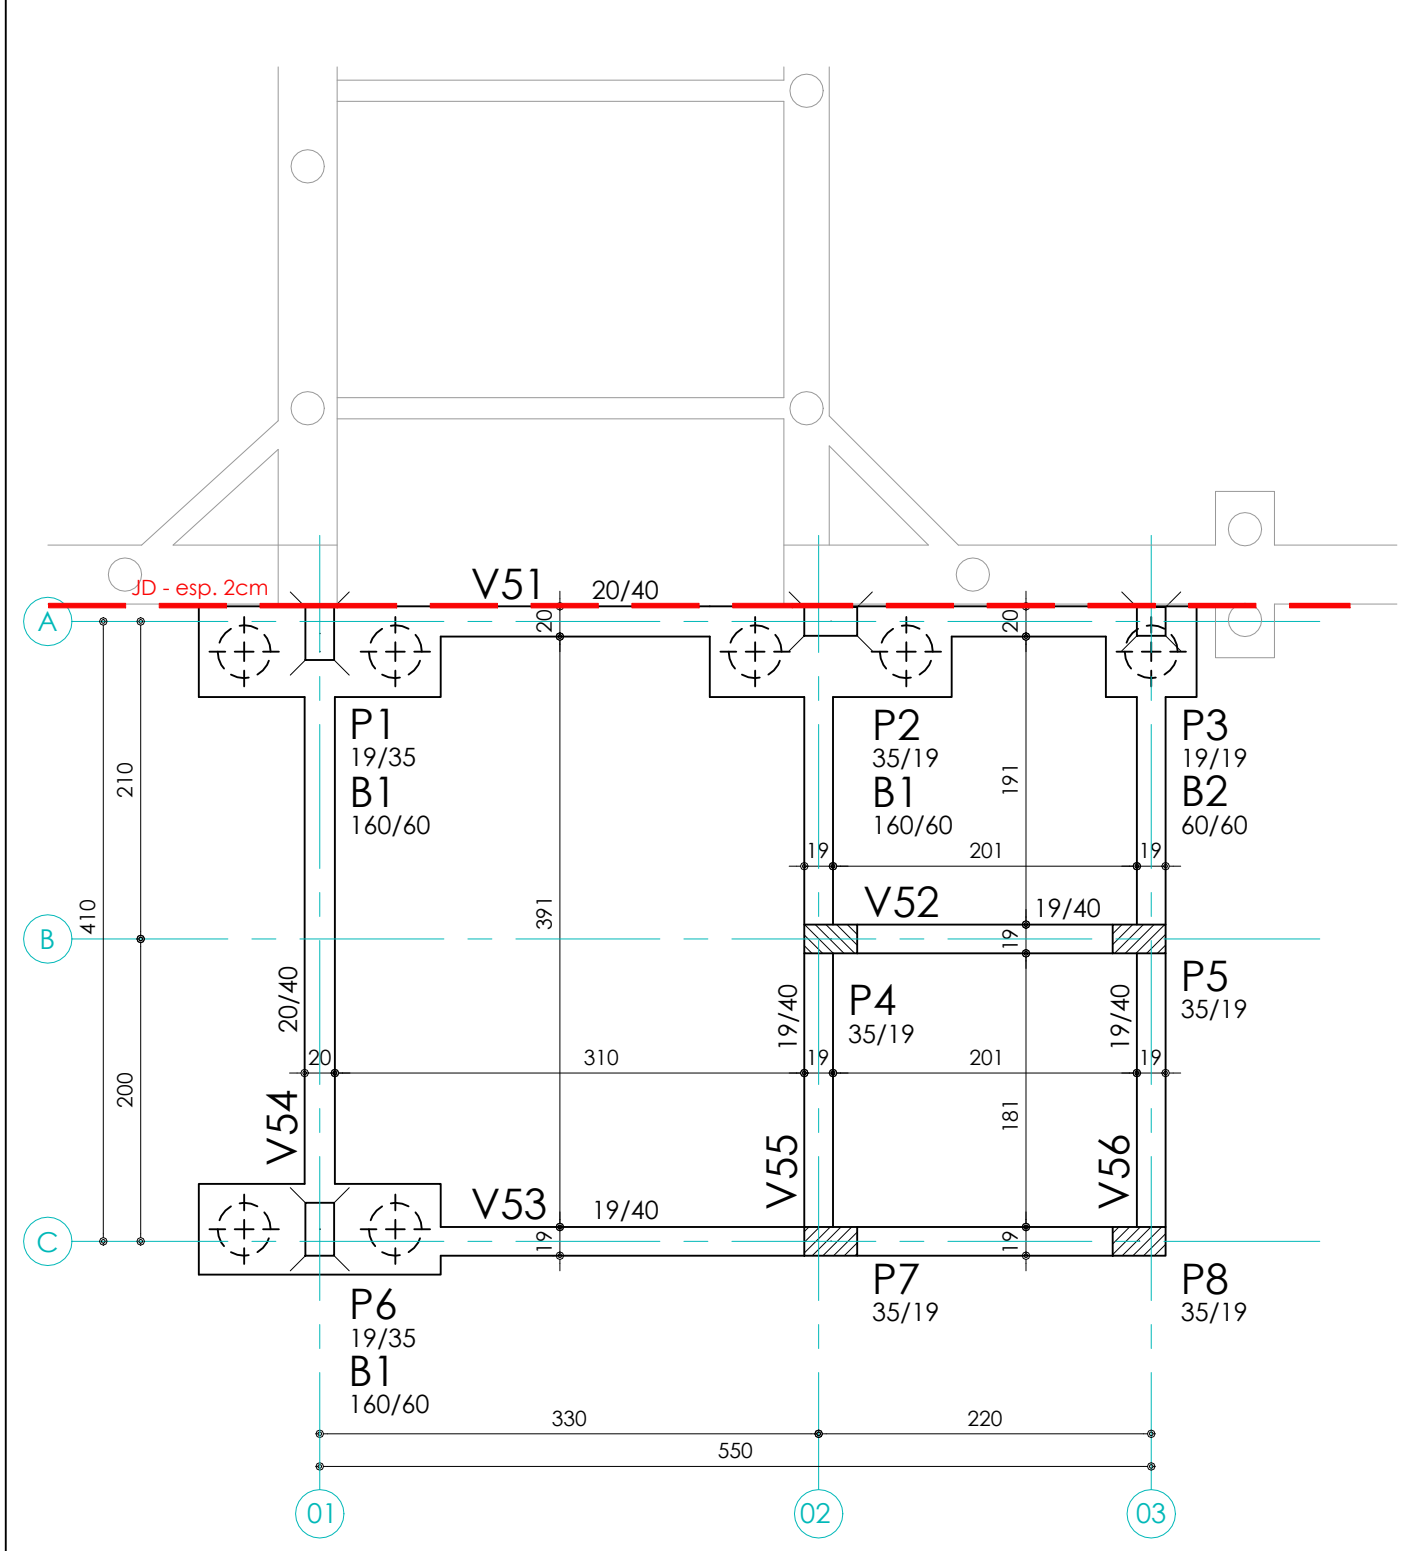 V51
20/40
JD - esp. 2cm
A
20
20
P1
19/35
B1
160/60
P2
35/19
B1
160/60
P3
19/19
B2
60/60
210
191
19
201
19
410
391
V52
19/40
B
19
20/40
19/40
P4
35/19
19/40
P5
35/19
20
310
19
201
19
200
181
V54
V55
V56
V53
19/40
C
19
19
P6
19/35
B1
160/60
P7
35/19
P8
35/19
330
220
550
01
02
03